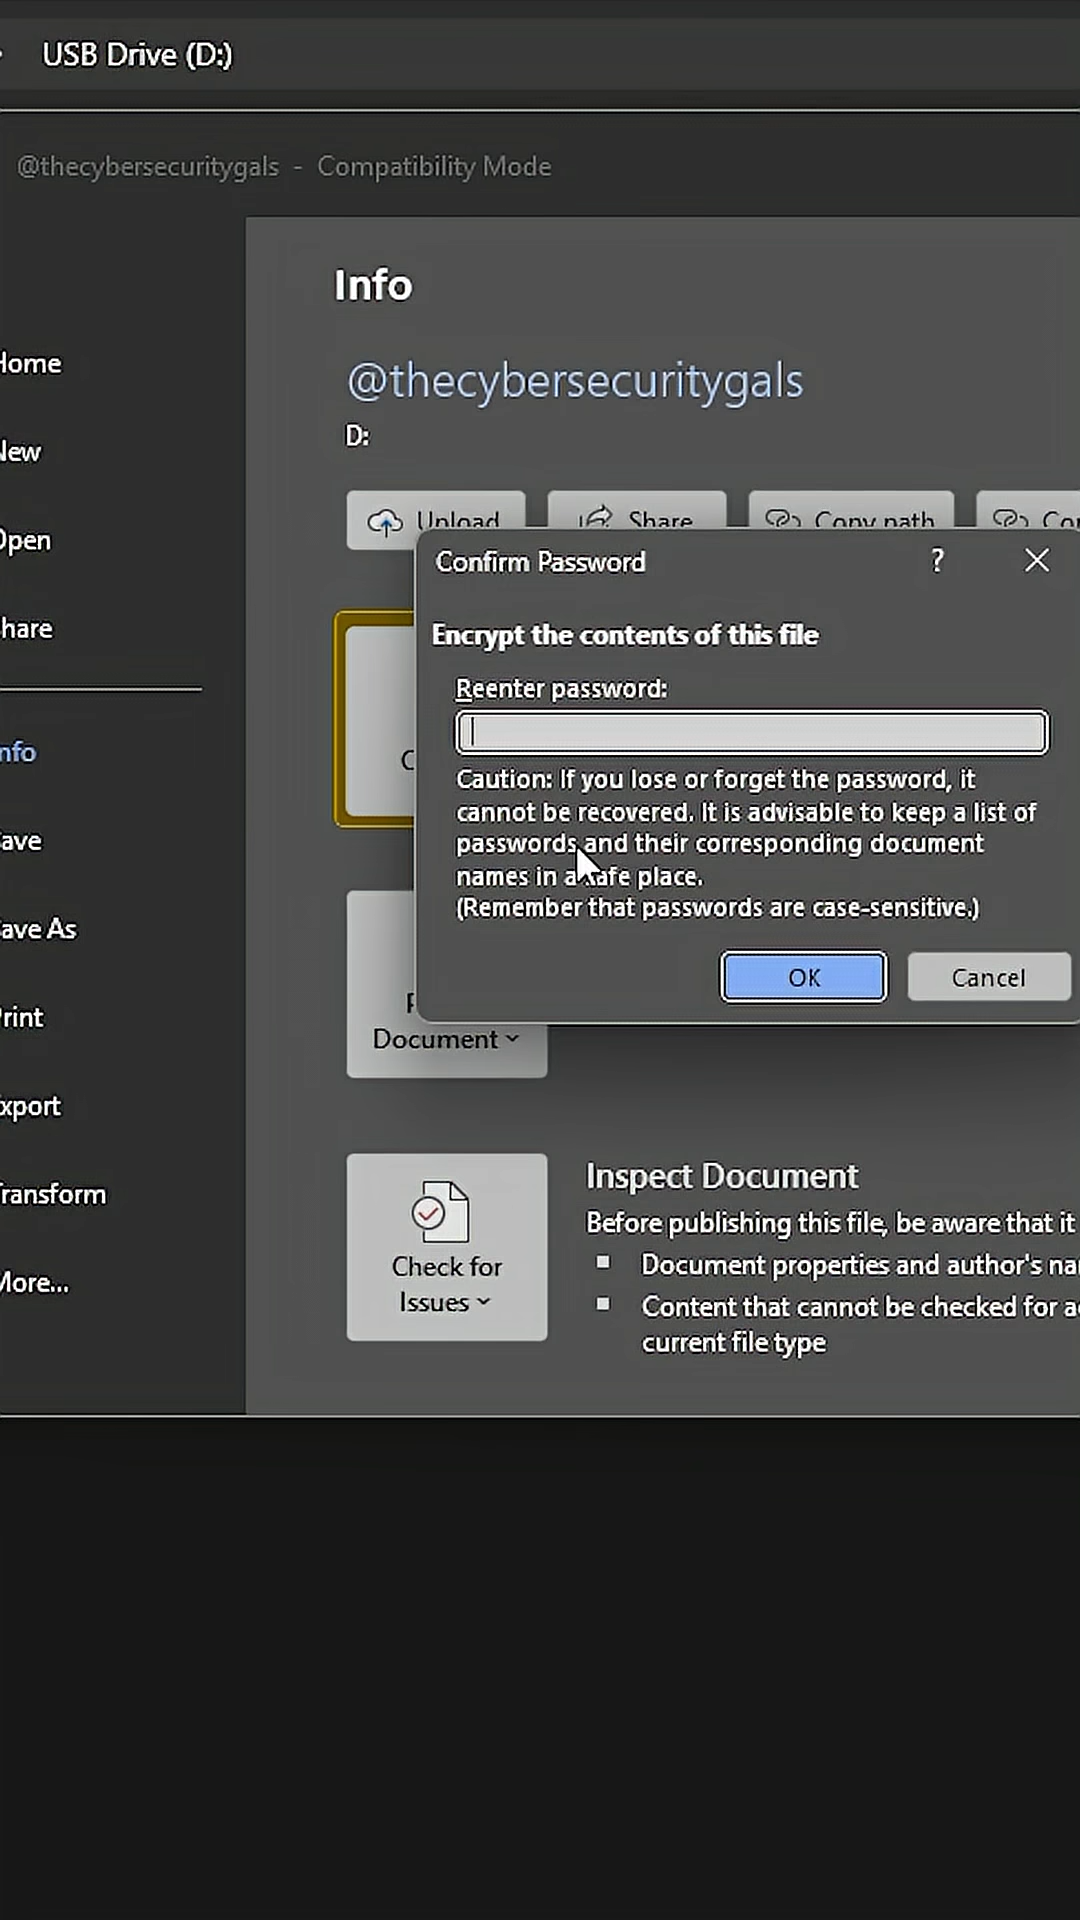 USB Drive (D:)
@thecybersecuritygals - Compatibility Mode
Info
@thecybersecuritygals
D:
Home
New
Open
Share
Info
Save
Save As
Print
Export
Transform
More...
Upload
Share
Copy path
Confirm Password
?
Encrypt the contents of this file
Reenter password:
Caution: If you lose or forget the password, it
cannot be recovered. It is advisable to keep a list of
passwords and their corresponding document
names in a safe place.
(Remember that passwords are case-sensitive.)
OK
Cancel
Document
Check for
Issues
Inspect Document
Before publishing this file, be aware that it
Document properties and author's
Content that cannot be checked for
current file type